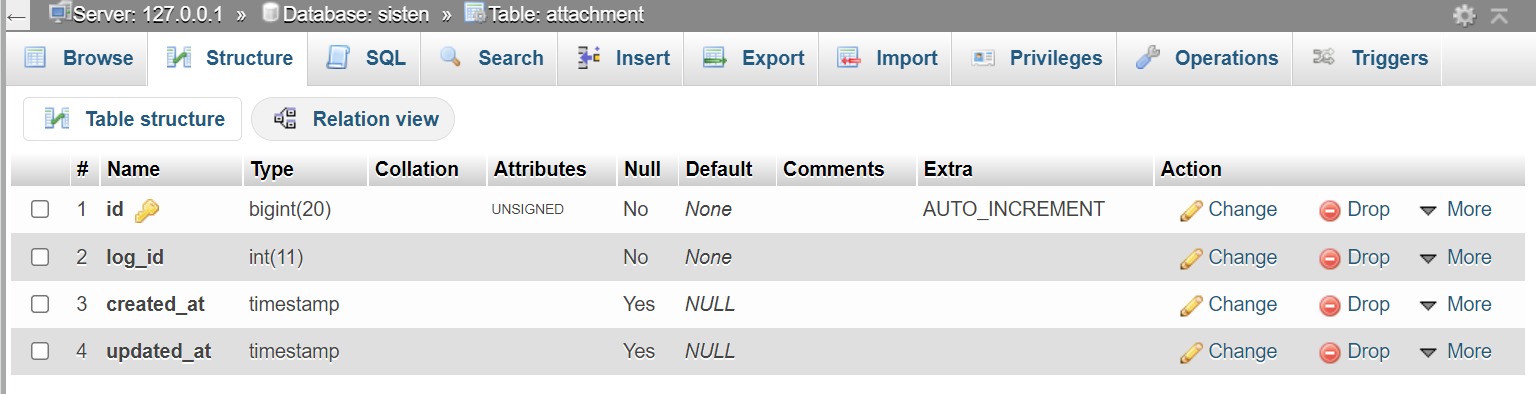 Server: 127.0.0.1 » Database: sisten » Table: attachment
Browse Structure SQL Search Insert Export Import Privileges Operations Triggers
Table structure Relation view
# Name Type Collation Attributes Null Default Comments Extra Action
1 id bigint(20) UNSIGNED No None AUTO_INCREMENT Change Drop More
2 log_id int(11) No None Change Drop More
3 created_at timestamp Yes NULL Change Drop More
4 updated_at timestamp Yes NULL Change Drop More